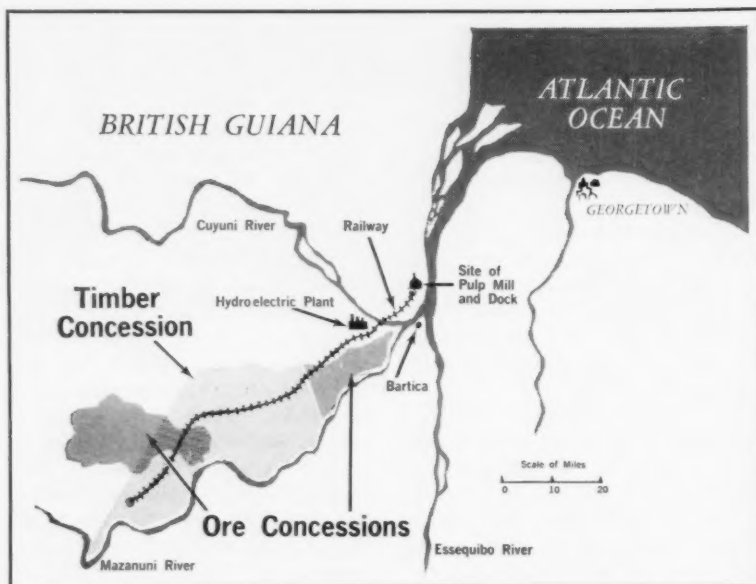 ATLANTIC
OCEAN
BRITISH GUIANA
GEORGETOWN
Cuyuni River
Railway
Site of
Pulp Mill
and Dock
Timber
Concession
Hydroelectric Plant
Bartica
Scale of Miles
0 10 20
Ore Concessions
Mazanuni River
Essequibo River